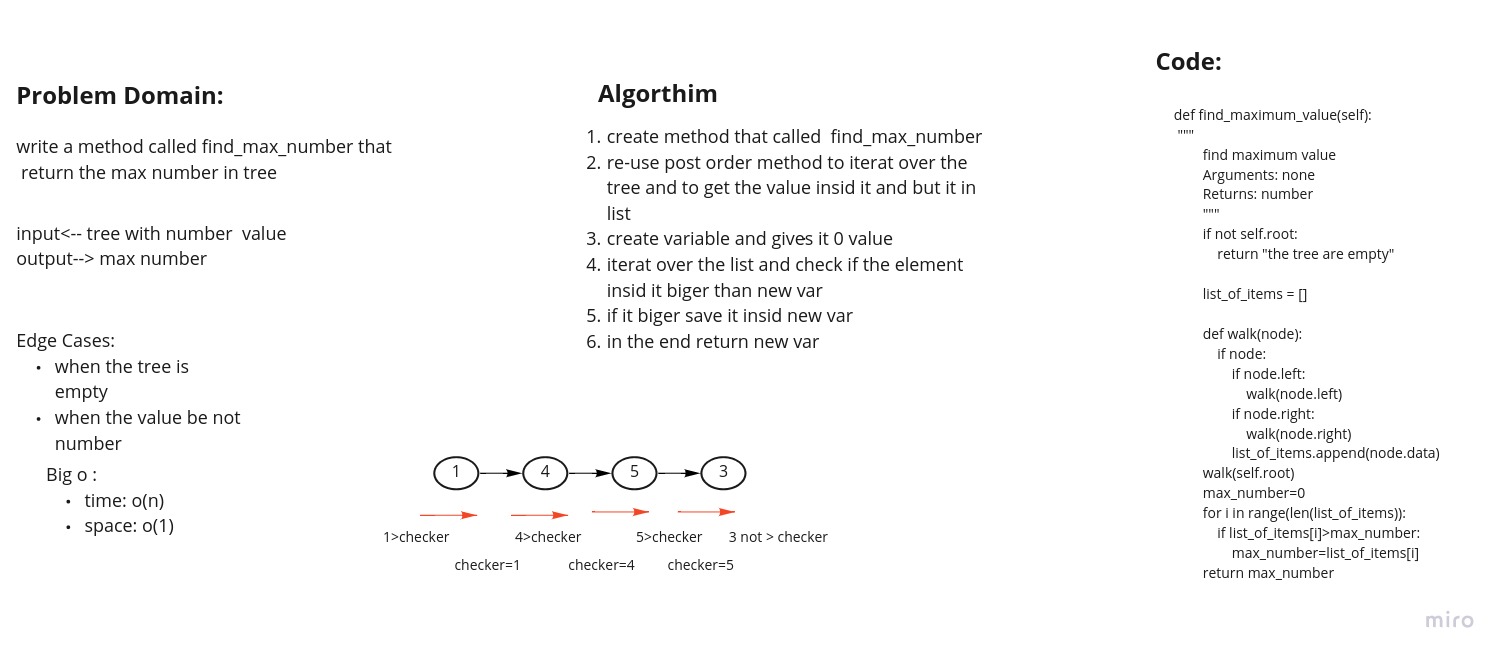 Problem Domain:
write a method called find_max_number that
return the max number in tree
input<-- tree with number  value
output--> max number
Edge Cases:
• when the tree is
empty
• when the value be not
number
Big o :
• time: o(n)
• space: o(1)
Algorthim
1. create method that called  find_max_number
2. re-use post order method to iterat over the
tree and to get the value insid it and but it in
list
3. create variable and gives it 0 value
4. iterat over the list and check if the element
insid it biger than new var
5. if it biger save it insid new var
6. in the end return new var
1 4 5 3
1>checker 4>checker 5>checker 3 not > checker
checker=1 checker=4 checker=5
Code:
def find_maximum_value(self):
"""
find maximum value
Arguments: none
Returns: number
"""
if not self.root:
return "the tree are empty"
list_of_items = []
def walk(node):
if node:
if node.left:
walk(node.left)
if node.right:
walk(node.right)
list_of_items.append(node.data)
walk(self.root)
max_number=0
for i in range(len(list_of_items)):
if list_of_items[i]>max_number:
max_number=list_of_items[i]
return max_number
miro